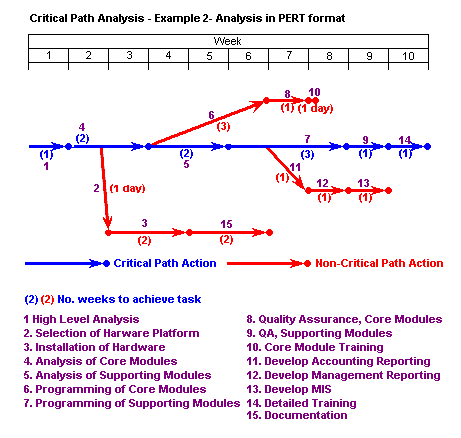 Critical Path Analysis - Example 2- Analysis in PERT format
Week
1 2 3 4 5 6 7 8 9 10
8 10
(1) (1 day)
6
(3)
4
(2)
(1)
1
(2)
5
7
(3)
9
(1)
14
(1)
11
(1)
12
(1)
13
(1)
2
(1 day)
3
(2)
15
(2)
Critical Path Action
Non-Critical Path Action
(2) (2) No. weeks to achieve task
1 High Level Analysis
2. Selection of Harware Platform
3. Installation of Hardware
4. Analysis of Core Modules
5. Analysis of Supporting Modules
6. Programming of Core Modules
7. Programming of Supporting Modules
8. Quality Assurance, Core Modules
9. QA, Supporting Modules
10. Core Module Training
11. Develop Accounting Reporting
12. Develop Management Reporting
13. Develop MIS
14. Detailed Training
15. Documentation